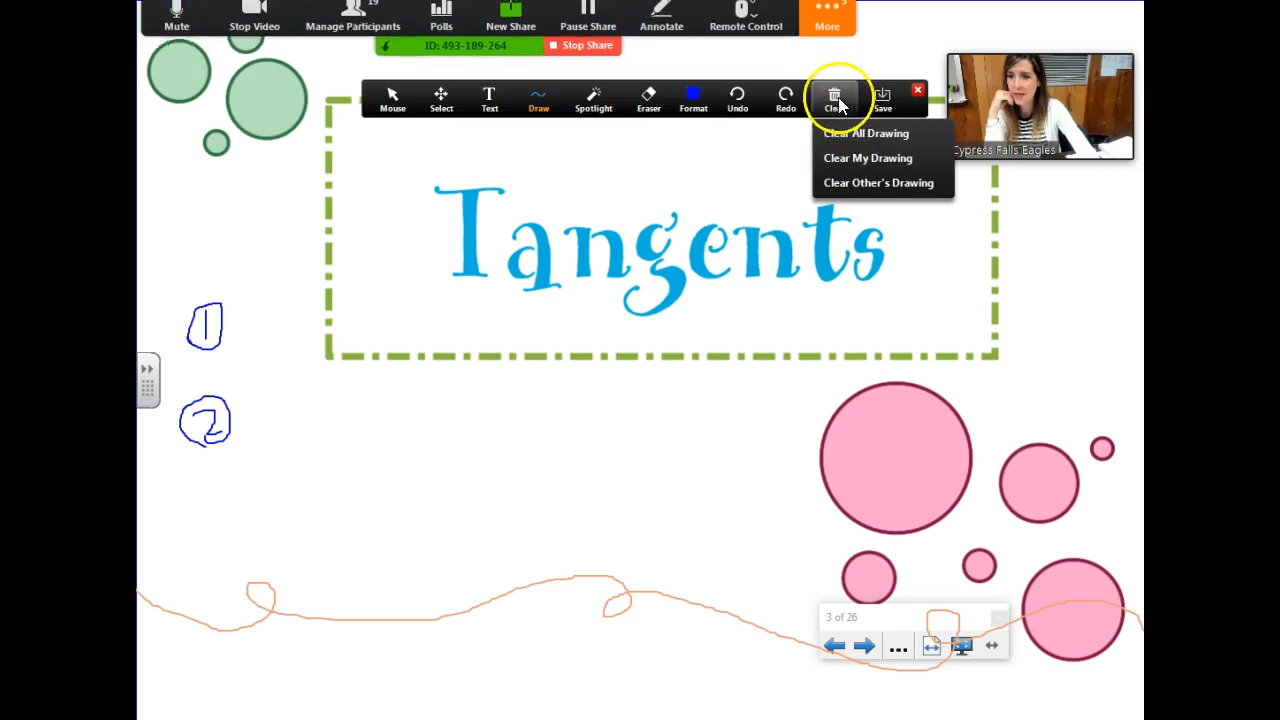 19
5
Mute Stop Video Manage Participants Polls New Share Pause Share Annotate Remote Control More
ID: 493-189-264 Stop Share
Mouse Select Text Draw Spotlight Eraser Format Undo Redo Clear Save
Clear All Drawing
Clear My Drawing
Clear Other's Drawing
Cypress Falls Eagles
Tangents
1
2
3 of 26